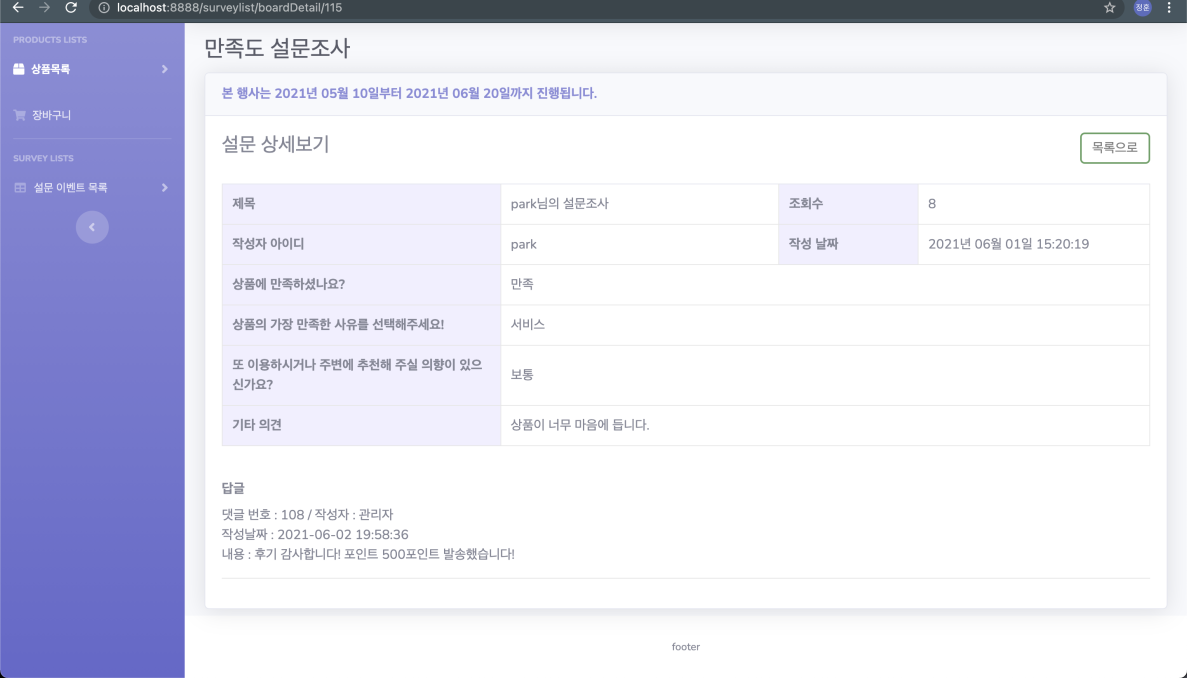 localhost:8888/surveylist/boardDetail/115
정훈
PRODUCTS LISTS
상품목록
장바구니
SURVEY LISTS
설문 이벤트 목록
만족도 설문조사
본 행사는 2021년 05월 10일부터 2021년 06월 20일까지 진행됩니다.
설문 상세보기
목록으로
제목 park님의 설문조사 조회수 8
작성자 아이디 park 작성 날짜 2021년 06월 01일 15:20:19
상품에 만족하셨나요? 만족
상품의 가장 만족한 사유를 선택해주세요! 서비스
또 이용하시거나 주변에 추천해 주실 의향이 있으
신가요?
보통
기타 의견 상품이 너무 마음에 듭니다.
답글
댓글 번호 : 108 / 작성자 : 관리자
작성날짜 : 2021-06-02 19:58:36
내용 : 후기 감사합니다! 포인트 500포인트 발송했습니다!
footer